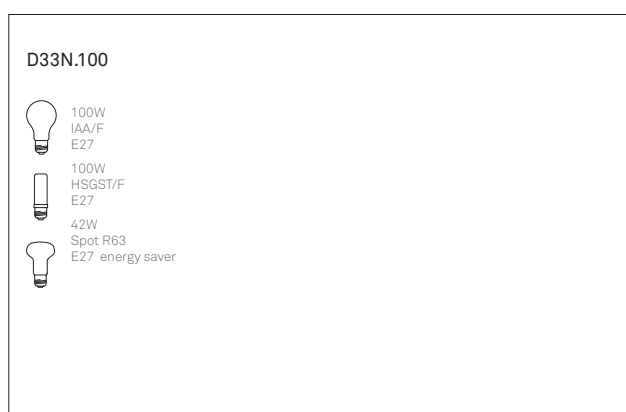 D33N.100
100W
IAA/F
E27
100W
HSGST/F
E27
42W
Spot R63
E27 energy saver